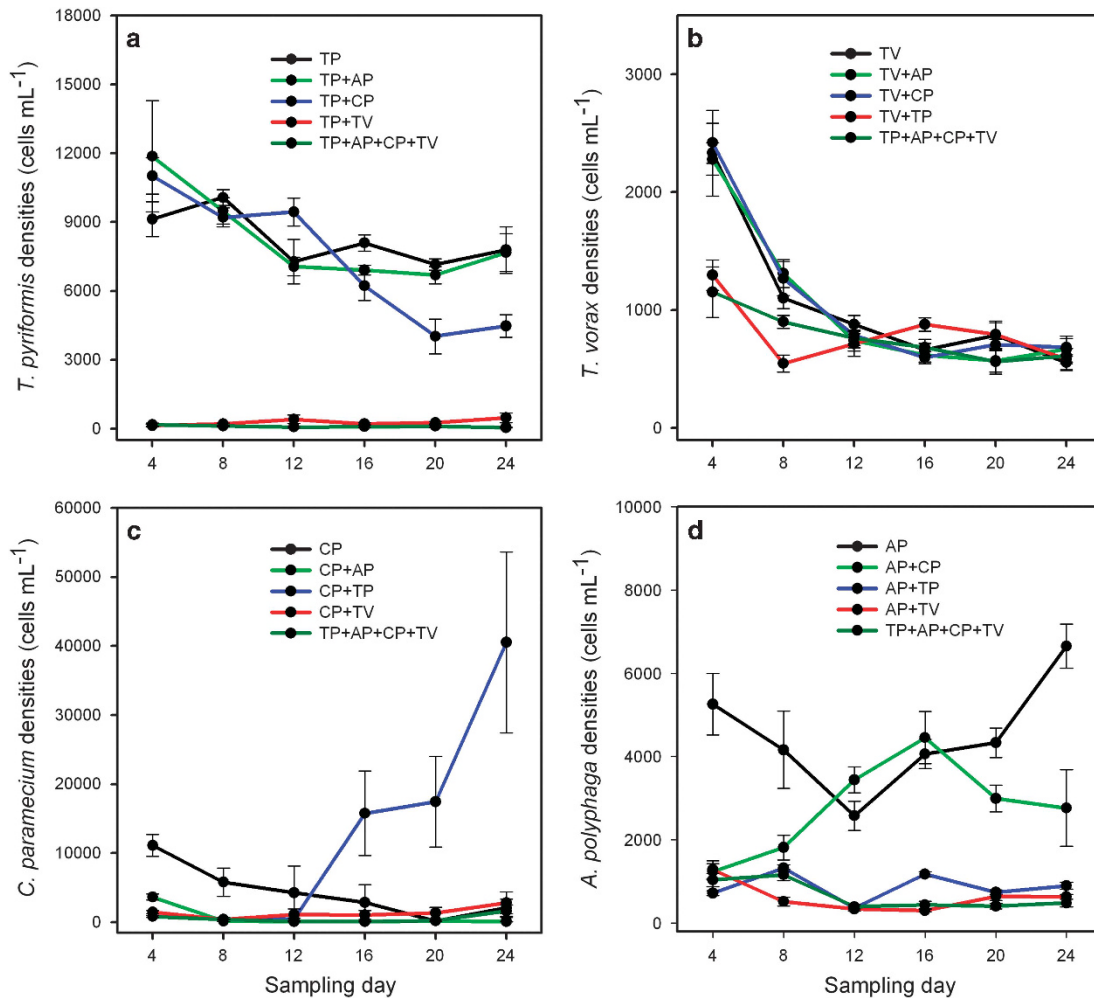 a
T. pyriformis densities (cells mL⁻¹)
18000
15000
12000
9000
6000
3000
0
TP
TP+AP
TP+CP
TP+TV
TP+AP+CP+TV
4 8 12 16 20 24
b
T. vorax densities (cells mL⁻¹)
3000
2000
1000
0
TV
TV+AP
TV+CP
TV+TP
TP+AP+CP+TV
4 8 12 16 20 24
c
C. paramecium densities (cells mL⁻¹)
60000
50000
40000
30000
20000
10000
0
CP
CP+AP
CP+TP
CP+TV
TP+AP+CP+TV
4 8 12 16 20 24
Sampling day
d
A. polyphaga densities (cells mL⁻¹)
10000
8000
6000
4000
2000
0
AP
AP+CP
AP+TP
AP+TV
TP+AP+CP+TV
4 8 12 16 20 24
Sampling day